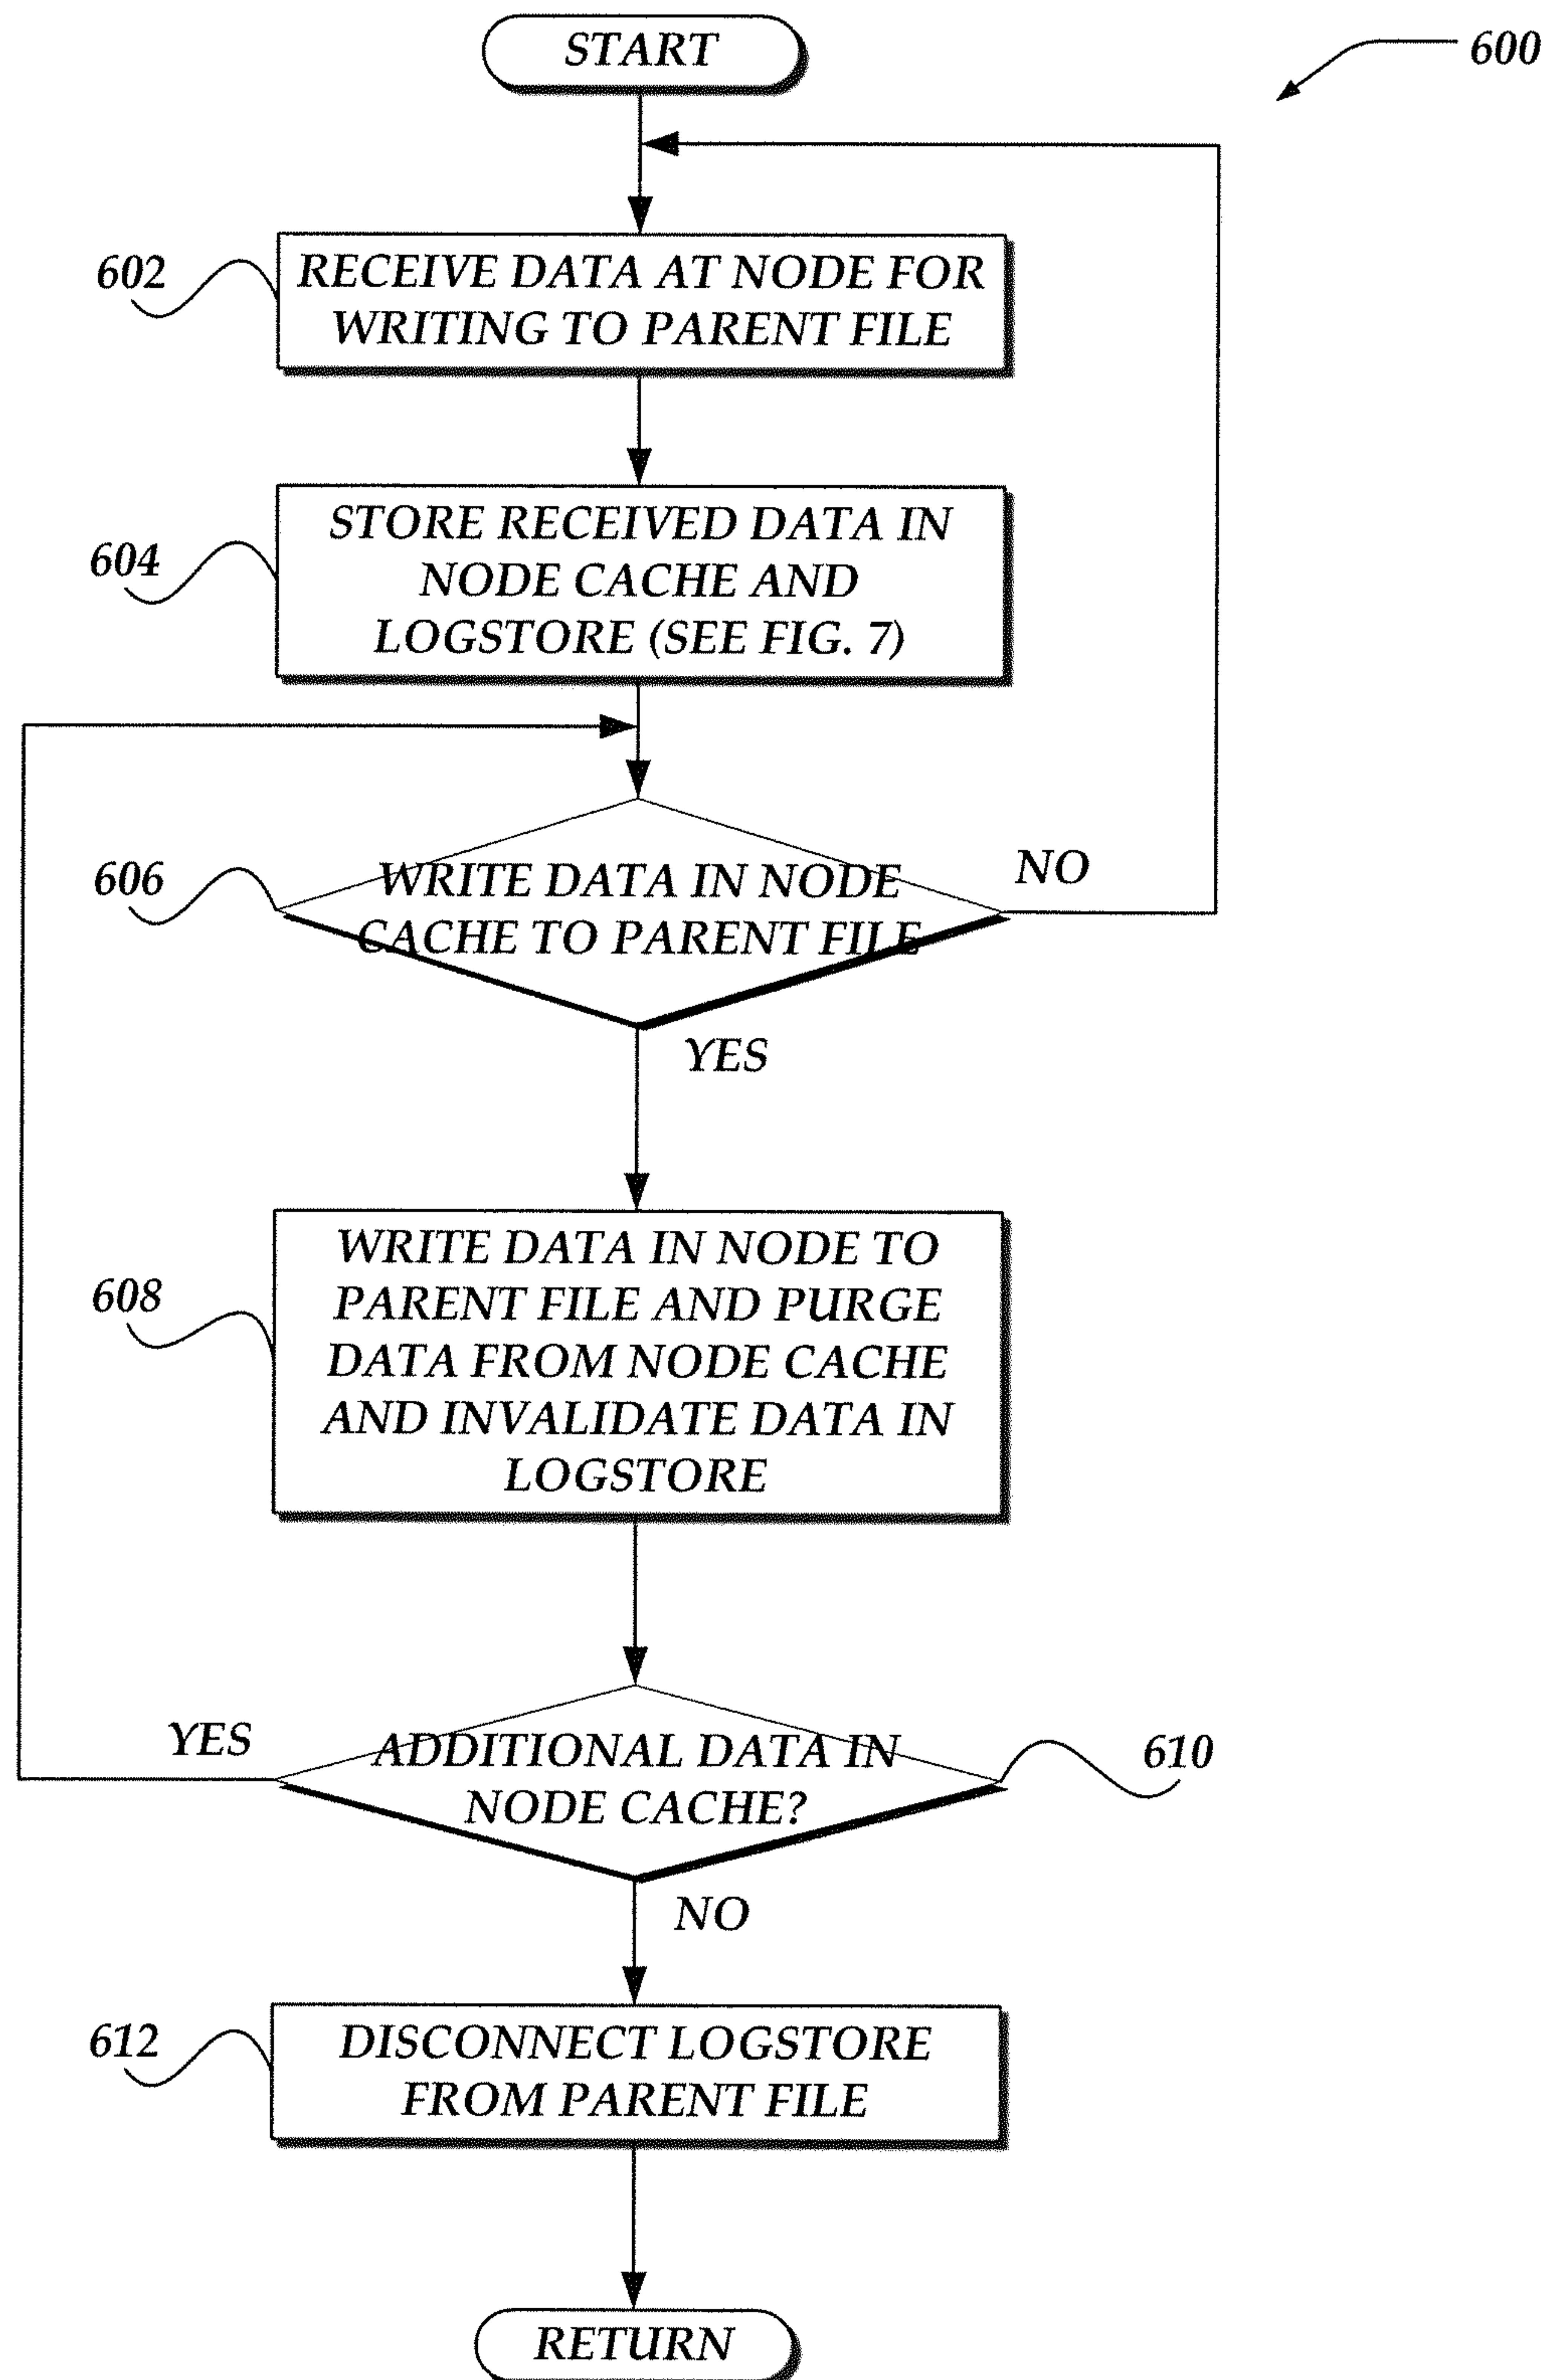 START
600
602
RECEIVE DATA AT NODE FOR
WRITING TO PARENT FILE
604
STORE RECEIVED DATA IN
NODE CACHE AND
LOGSTORE (SEE FIG. 7)
606
WRITE DATA IN NODE
CACHE TO PARENT FILE
NO
YES
608
WRITE DATA IN NODE TO
PARENT FILE AND PURGE
DATA FROM NODE CACHE
AND INVALIDATE DATA IN
LOGSTORE
YES
ADDITIONAL DATA IN
NODE CACHE?
610
NO
612
DISCONNECT LOGSTORE
FROM PARENT FILE
RETURN